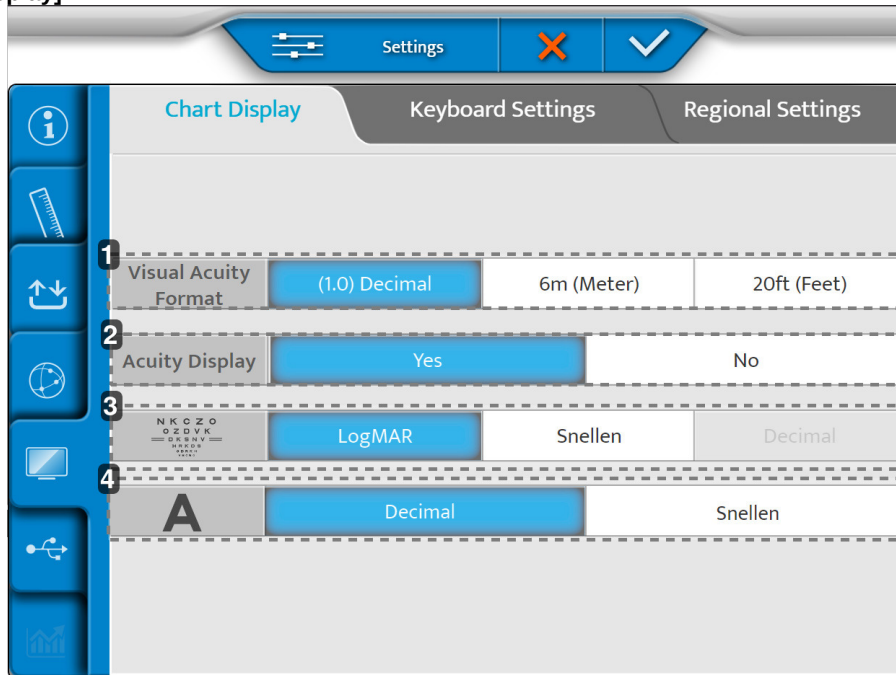 play]
Settings
Chart Display Keyboard Settings Regional Settings
1
Visual Acuity Format (1.0) Decimal 6m (Meter) 20ft (Feet)
2
Acuity Display Yes No
3
N K C Z O
O Z D V K
D K S N V
LogMAR Snellen Decimal
4
A Decimal Snellen